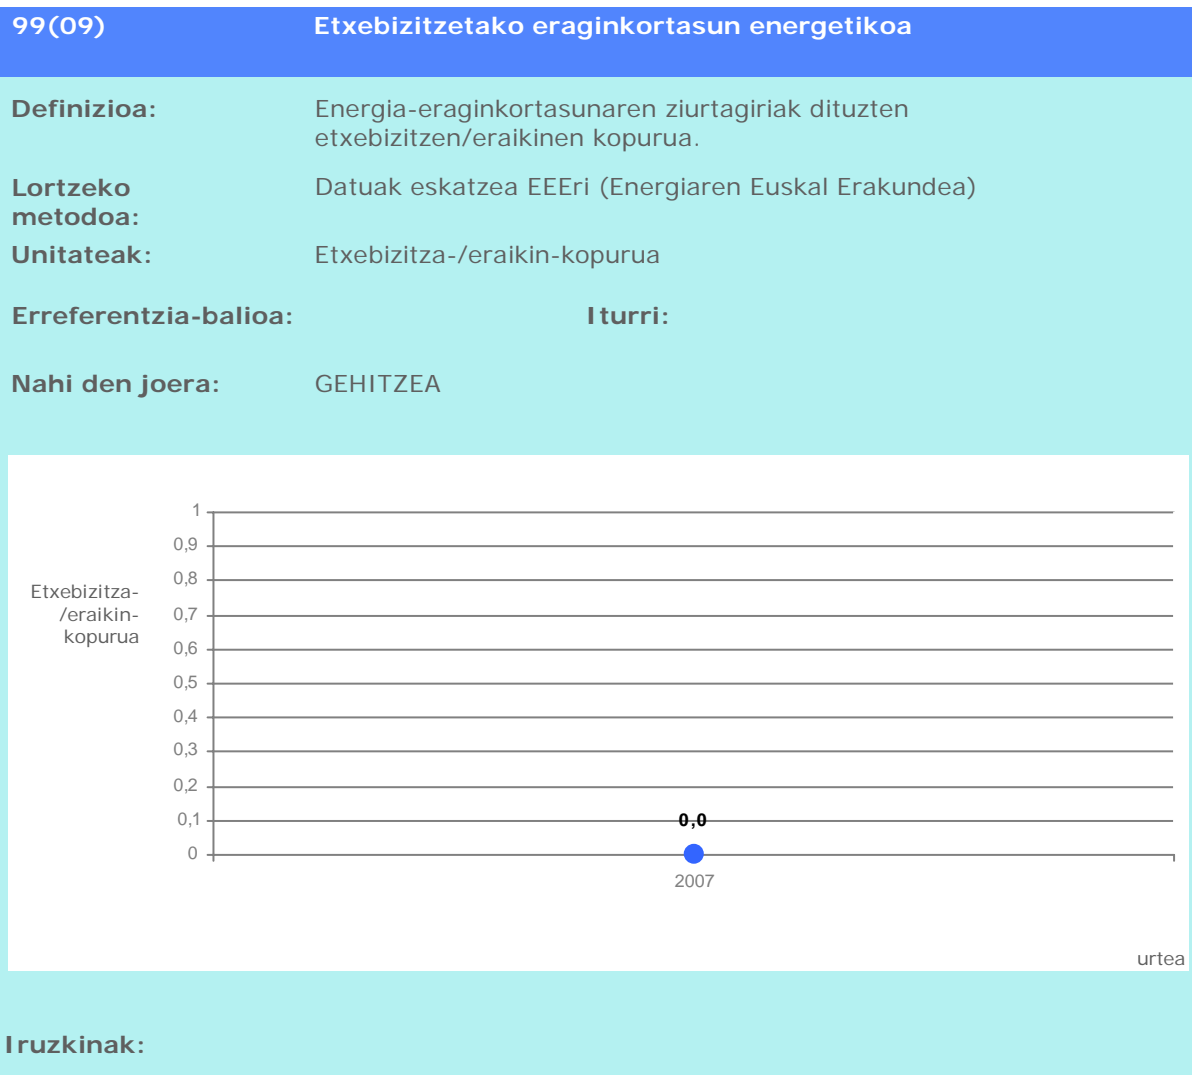 99(09) Etxebizitzetako eraginkortasun energetikoa
Definizioa: Energia-eraginkortasunaren ziurtagiriak dituzten
etxebizitzen/eraikinen kopurua.
Lortzeko metodoa: Datuak eskatzea EEEri (Energiaren Euskal Erakundea)
Unitateak: Etxebizitza-/eraikin-kopurua
Erreferentzia-balioa: Iturri:
Nahi den joera: GEHITZEA
Etxebizitza-
/eraikin-
kopurua
1
0,9
0,8
0,7
0,6
0,5
0,4
0,3
0,2
0,1
0
0,0
2007
urtea
Iruzkinak: